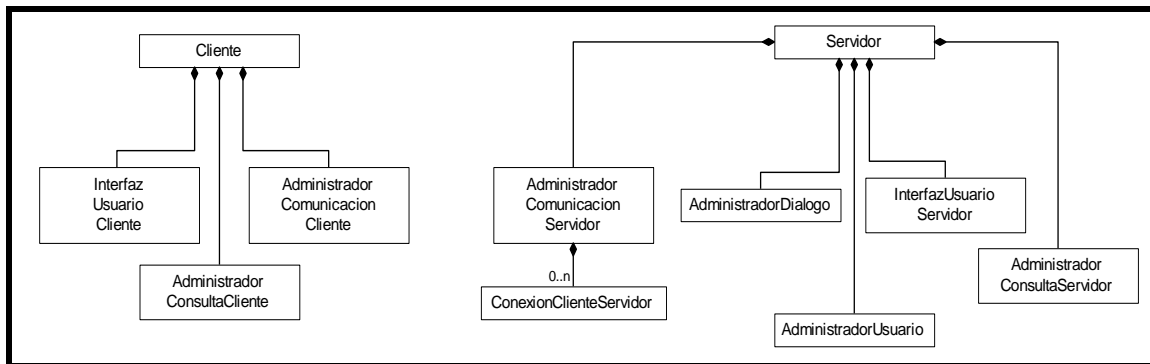 Cliente
Interfaz
Usuario
Cliente
Administrador
Comunicacion
Cliente
Administrador
ConsultaCliente
Servidor
Administrador
Comunicacion
Servidor
0..n
ConexionClienteServidor
AdministradorDialogo
InterfazUsuario
Servidor
AdministradorUsuario
Administrador
ConsultaServidor